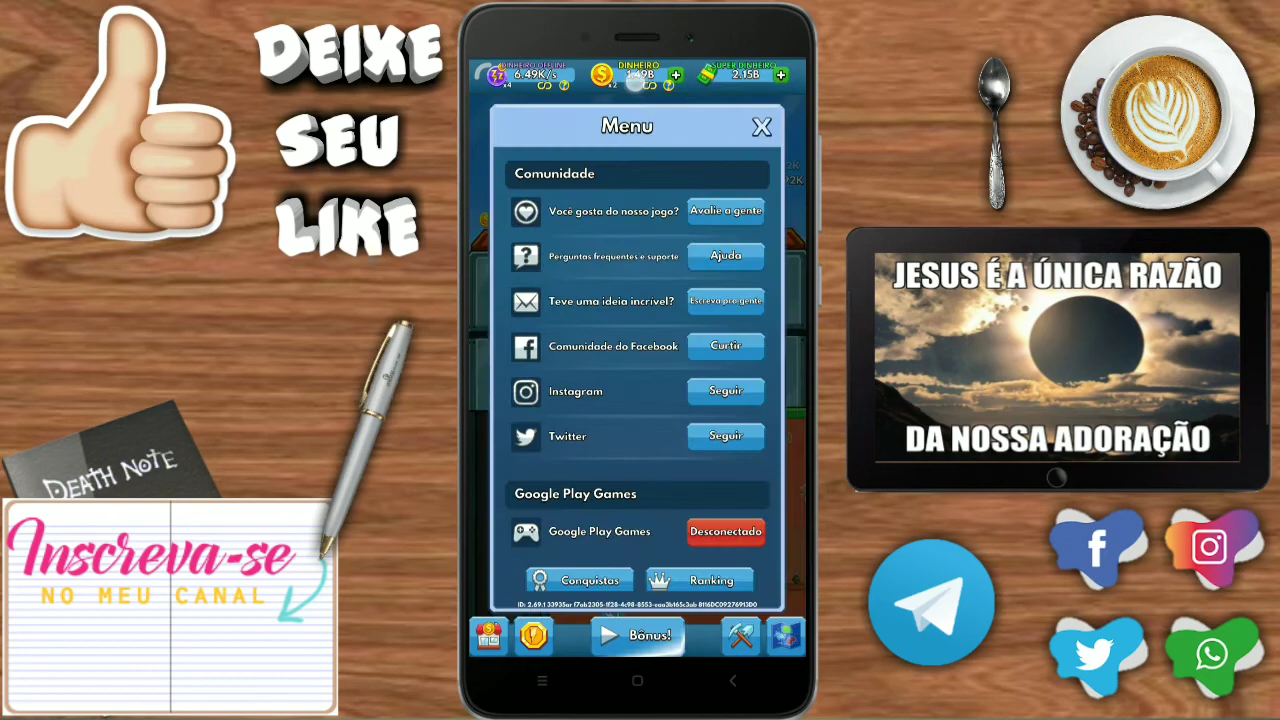 DEIXE
SEU
LIKE
DINHEIRO OFFLINE
6.49K/s
x4
DINHEIRO
1.49B
x2
SUPER DINHEIRO
2.15B
Menu
X
Comunidade
Você gosta do nosso jogo? Avalie a gente
Perguntas frequentes e suporte Ajuda
Teve uma ideia incrível? Escreva pra gente
Comunidade do Facebook Curtir
Instagram Seguir
Twitter Seguir
Google Play Games
Google Play Games Desconectado
Conquistas Ranking
Bônus!
DEATH NOTE
Inscreva-se
NO MEU CANAL
JESUS É A ÚNICA RAZÃO
DA NOSSA ADORAÇÃO